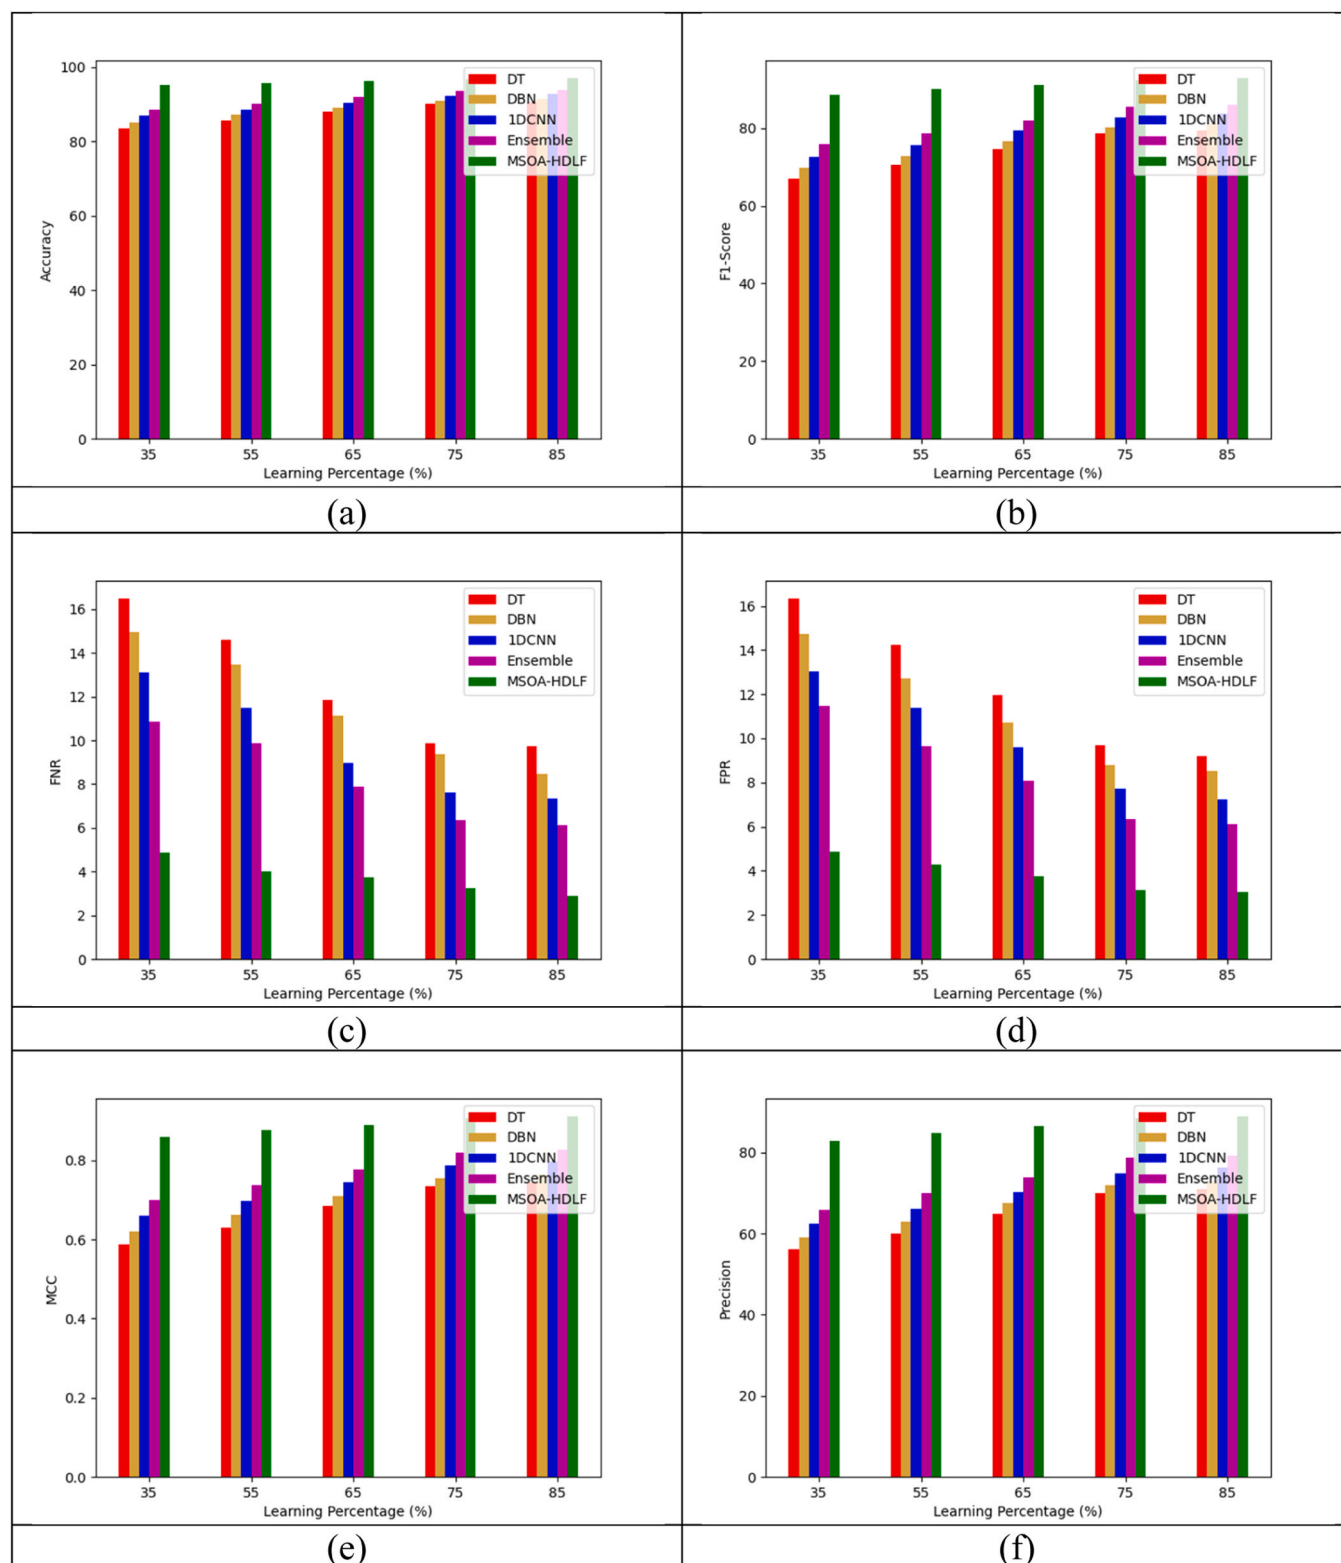 100
80
60
40
20
0
Accuracy
35 55 65 75 85
Learning Percentage (%)
DT
DBN
1DCNN
Ensemble
MSOA-HDLF
(a)
80
60
40
20
0
F1-Score
35 55 65 75 85
Learning Percentage (%)
DT
DBN
1DCNN
Ensemble
MSOA-HDLF
(b)
16
14
12
10
8
6
4
2
0
FNR
35 55 65 75 85
Learning Percentage (%)
DT
DBN
1DCNN
Ensemble
MSOA-HDLF
(c)
16
14
12
10
8
6
4
2
0
FPR
35 55 65 75 85
Learning Percentage (%)
DT
DBN
1DCNN
Ensemble
MSOA-HDLF
(d)
0.8
0.6
0.4
0.2
0.0
MCC
35 55 65 75 85
Learning Percentage (%)
DT
DBN
1DCNN
Ensemble
MSOA-HDLF
(e)
80
60
40
20
0
Precision
35 55 65 75 85
Learning Percentage (%)
DT
DBN
1DCNN
Ensemble
MSOA-HDLF
(f)